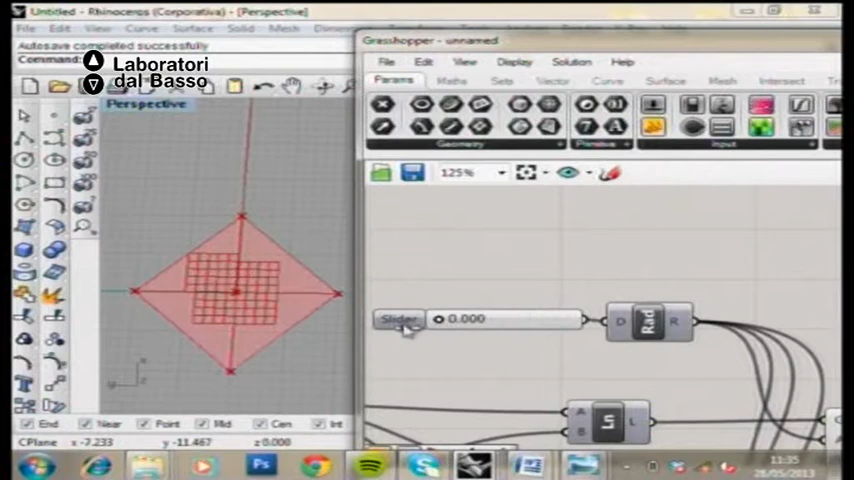 Untitled - Rhinoceros (Corporativa) - [Perspective]
File Edit View Curve Surface Solid Mesh
Autosave completed successfully
Command:
Laboratori
dal Basso
Perspective
Grasshopper - unnamed
File Edit View Display Solution Help
Params Maths Sets Vector Curve Surface Mesh Intersect
Geometry Primitive Input
125%
Slider 0.000
D Rad R
A
B Ln L
End Near Point Mid Cen Int
CPlane x -7.233 y -11.467 z 0.000
Ps
11:35
28/05/2013